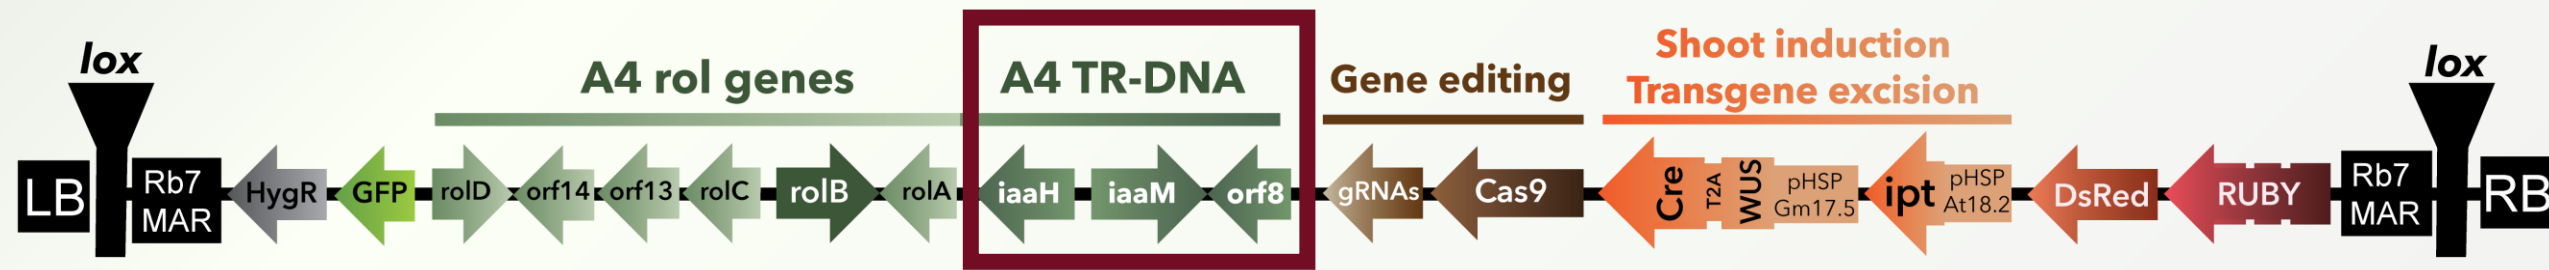 lox
A4 rol genes
A4 TR-DNA
Gene editing
Shoot induction
Transgene excision
lox
LB
Rb7
MAR
HygR
GFP
rolD
orf14
orf13
rolC
rolB
rolA
iaaH
iaaM
orf8
gRNAs
Cas9
Cre
T2A
WUS
pHSP
Gm17.5
ipt
pHSP
At18.2
DsRed
RUBY
Rb7
MAR
RB